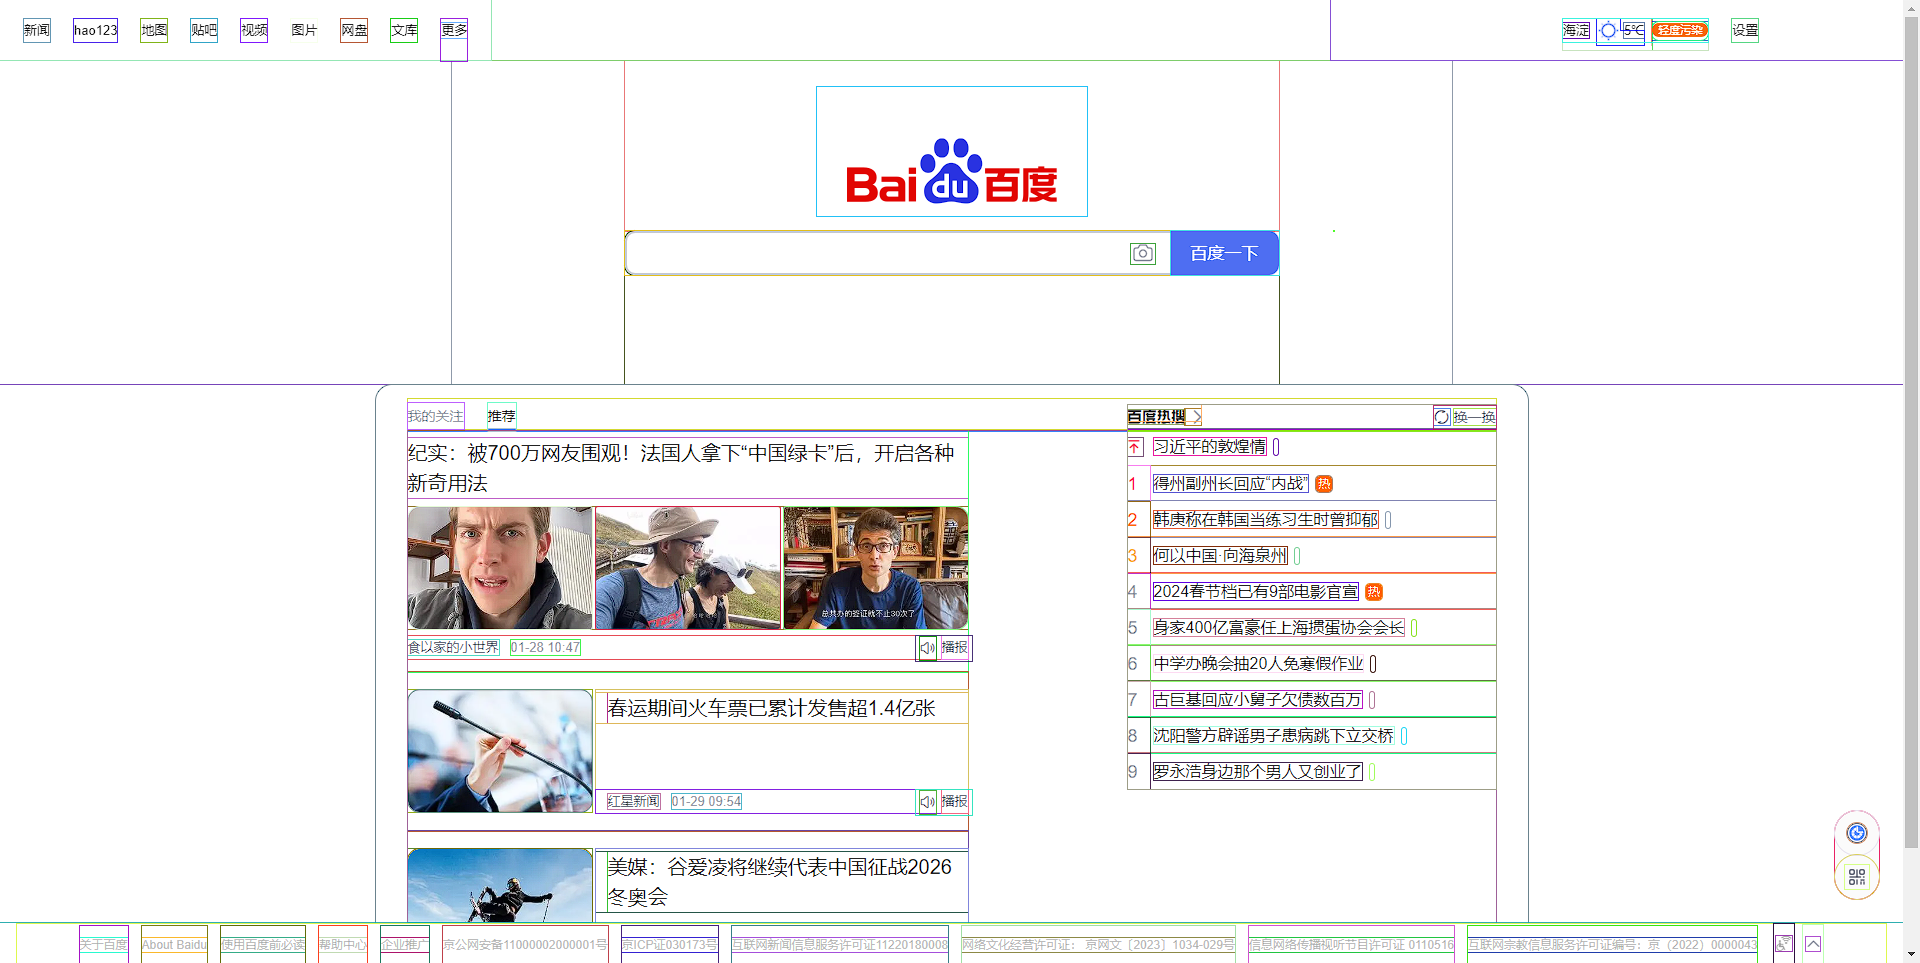 新闻
hao123
地图
贴吧
视频
图片
网盘
文库
更多
海淀
5℃
轻度污染
设置
Bai du 百度
百度一下
我的关注
推荐
纪实：被700万网友围观！法国人拿下“中国绿卡”后，开启各种
新奇用法
总共办的签证就不止30次了
食以家的小世界
01-28 10:47
播报
春运期间火车票已累计发售超1.4亿张
红星新闻
01-29 09:54
播报
美媒：谷爱凌将继续代表中国征战2026
冬奥会
百度热搜
换一换
习近平的敦煌情
1 得州副州长回应“内战” 热
2 韩庚称在韩国当练习生时曾抑郁
3 何以中国·向海泉州
4 2024春节档已有9部电影官宣 热
5 身家400亿富豪任上海掼蛋协会会长
6 中学办晚会抽20人免寒假作业
7 古巨基回应小舅子欠债数百万
8 沈阳警方辟谣男子患病跳下立交桥
9 罗永浩身边那个男人又创业了
关于百度
About Baidu
使用百度前必读
帮助中心
企业推广
京公网安备11000002000001号
京ICP证030173号
互联网新闻信息服务许可证11220180008
网络文化经营许可证： 京网文〔2023〕1034-029号
信息网络传播视听节目许可证 0110516
互联网宗教信息服务许可证编号：京（2022）0000043